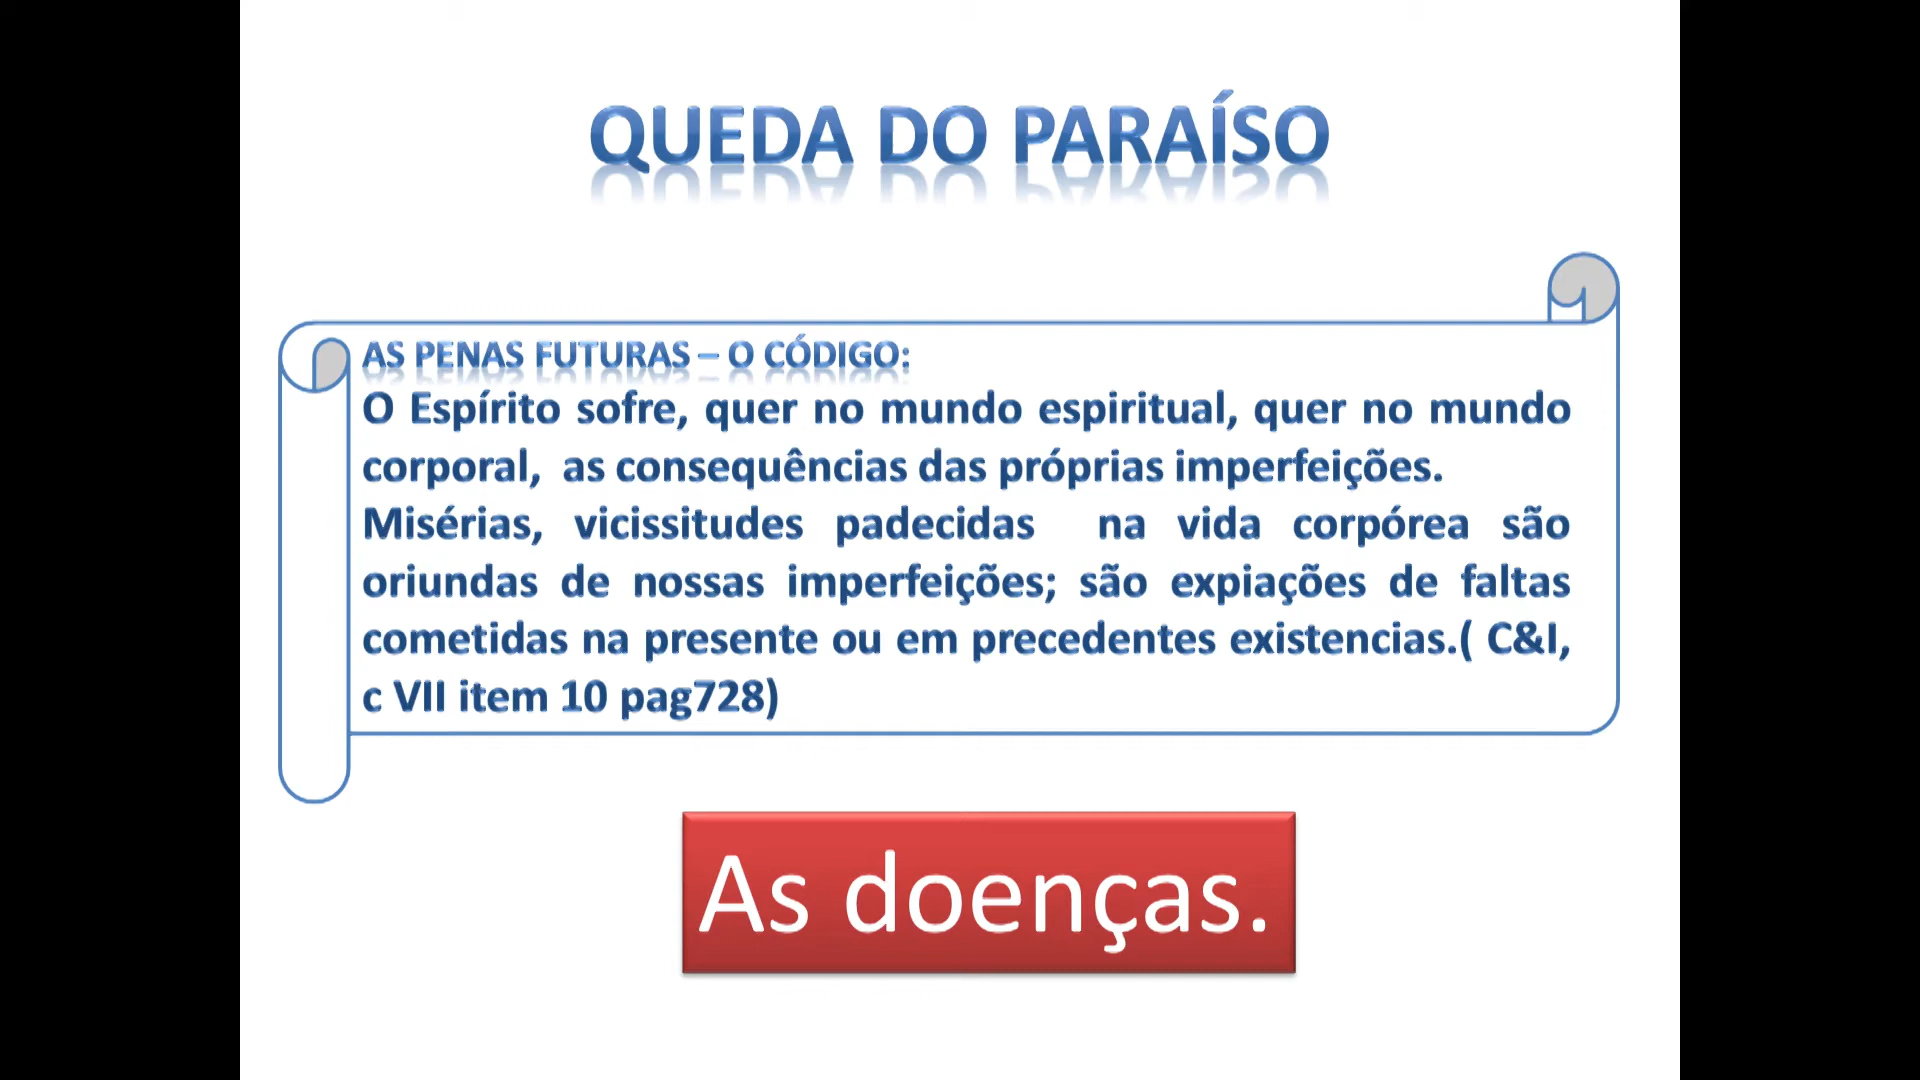 QUEDA DO PARAÍSO
AS PENAS FUTURAS – O CÓDIGO:
O Espírito sofre, quer no mundo espiritual, quer no mundo
corporal, as consequências das próprias imperfeições.
Misérias, vicissitudes padecidas na vida corpórea são
oriundas de nossas imperfeições; são expiações de faltas
cometidas na presente ou em precedentes existencias.( C&I,
c VII item 10 pag728)
As doenças.